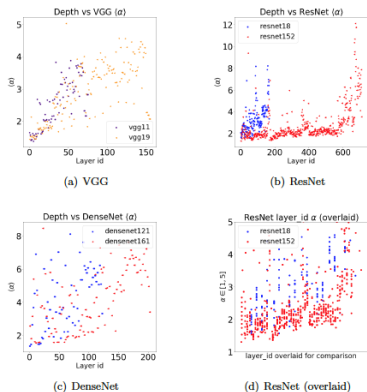 Depth vs VGG ⟨α⟩
5
4
3
2
⟨α⟩
vgg11
vgg19
0 50 100 150
Layer id
(a) VGG
Depth vs ResNet ⟨α⟩
12
10
8
6
4
2
⟨α⟩
resnet18
resnet152
0 200 400 600
Layer id
(b) ResNet
Depth vs DenseNet ⟨α⟩
8
6
4
2
⟨α⟩
densenet121
densenet161
0 50 100 150 200
Layer id
(c) DenseNet
ResNet layer_id α (overlaid)
5
4
3
2
1
α ∈ [1, 5]
resnet18
resnet152
layer_id overlaid for comparison
(d) ResNet (overlaid)